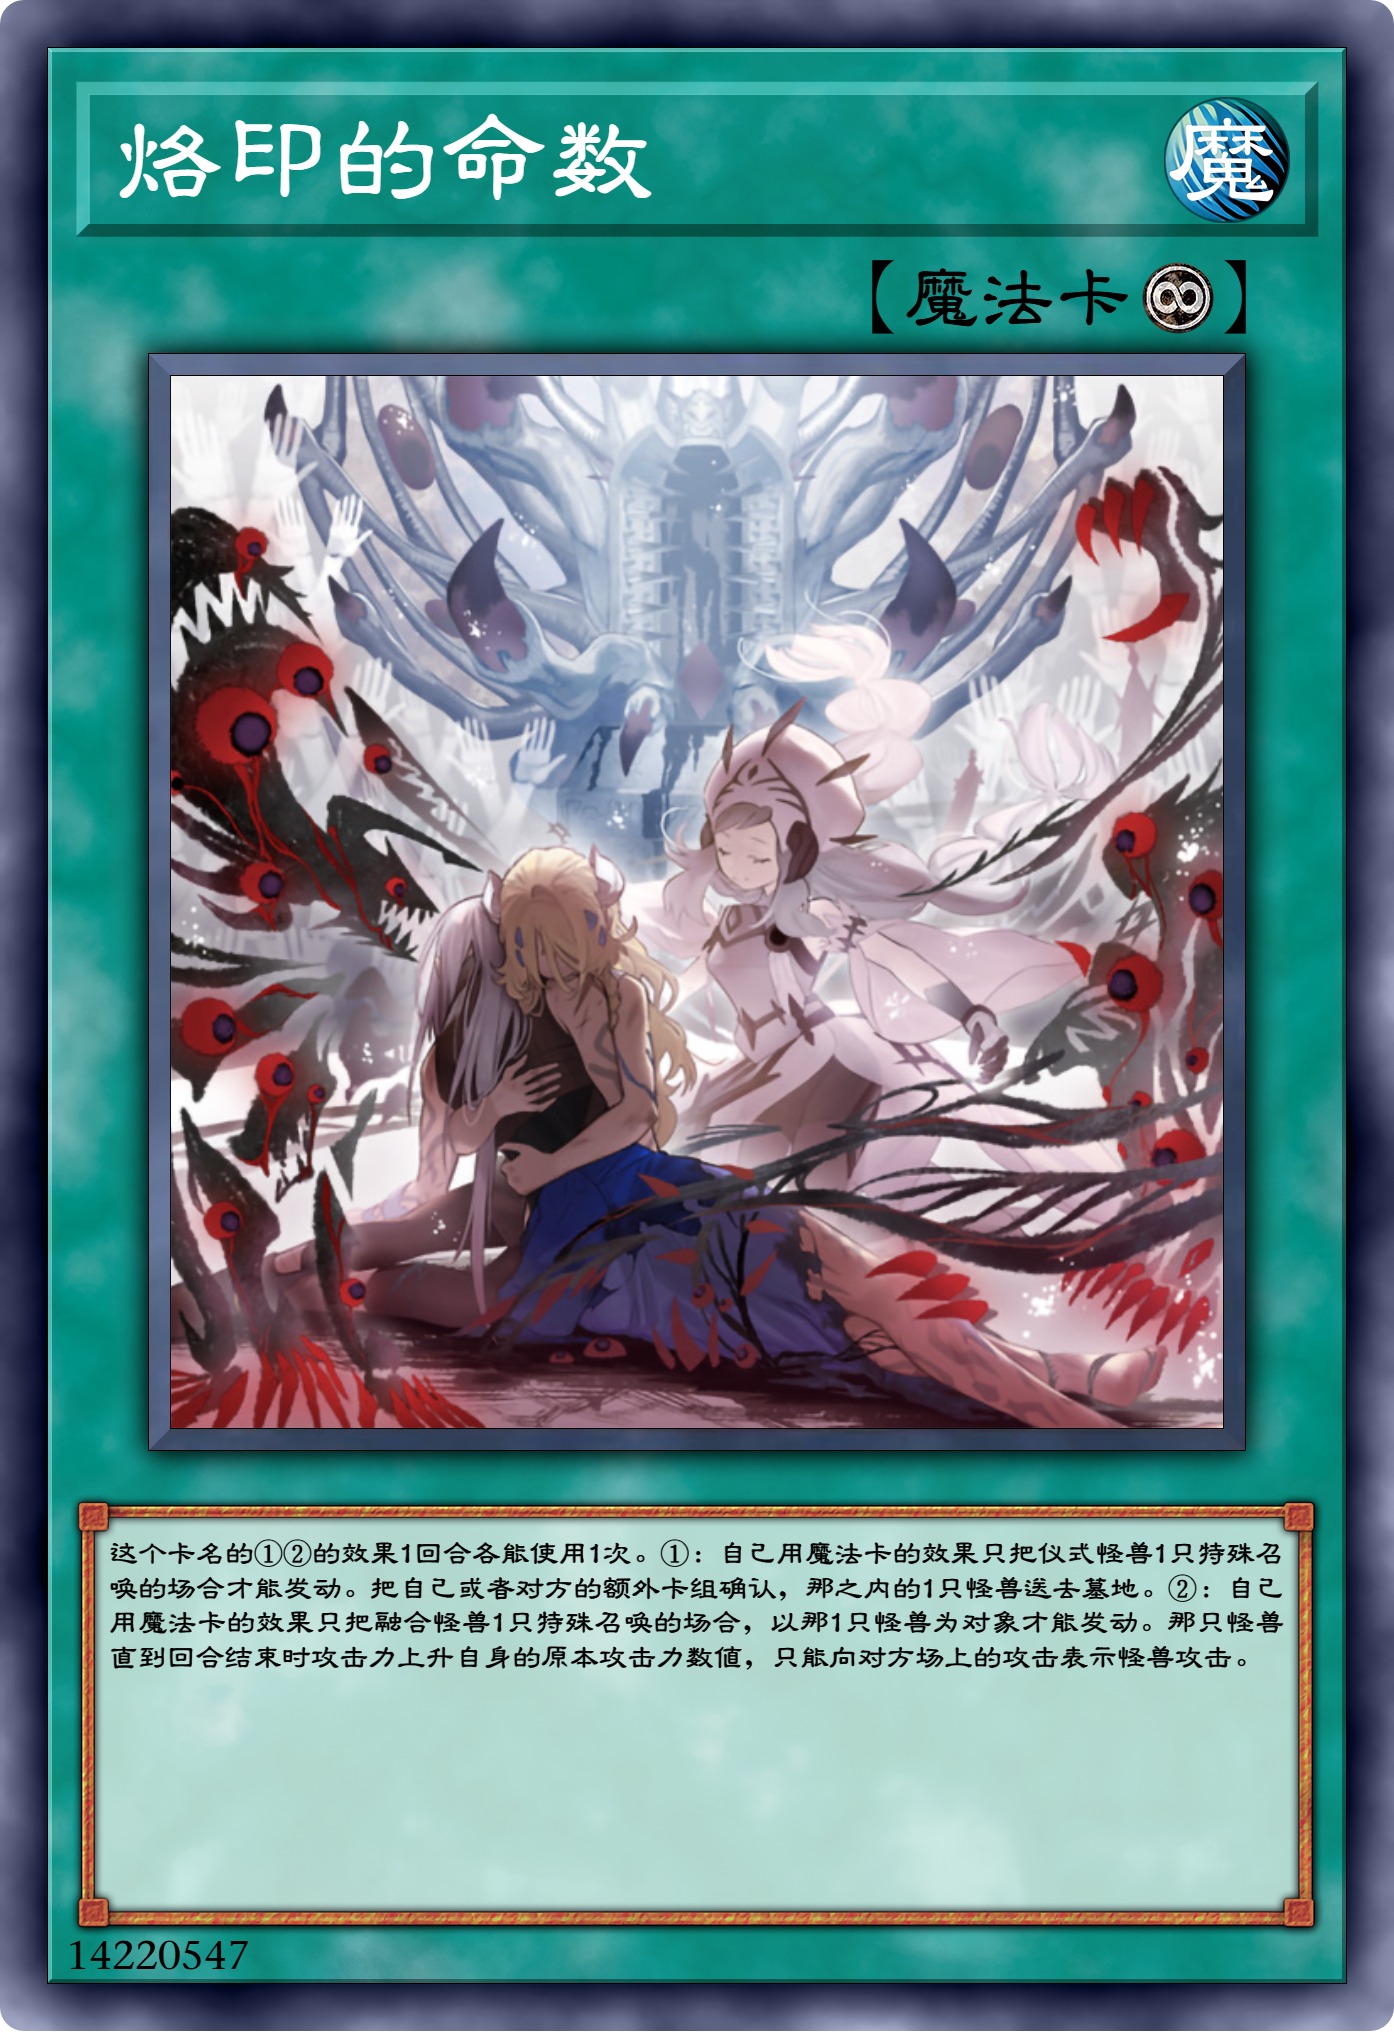 烙印的命数
魔
【魔法卡】
这个卡名的①②的效果1回合各能使用1次。①：自己用魔法卡的效果只把仪式怪兽1只特殊召
唤的场合才能发动。把自己或者对方的额外卡组确认，那之内的1只怪兽送去墓地。②：自己
用魔法卡的效果只把融合怪兽1只特殊召唤的场合，以那1只怪兽为对象才能发动。那只怪兽
直到回合结束时攻击力上升自身的原本攻击力数值，只能向对方场上的攻击表示怪兽攻击。
14220547